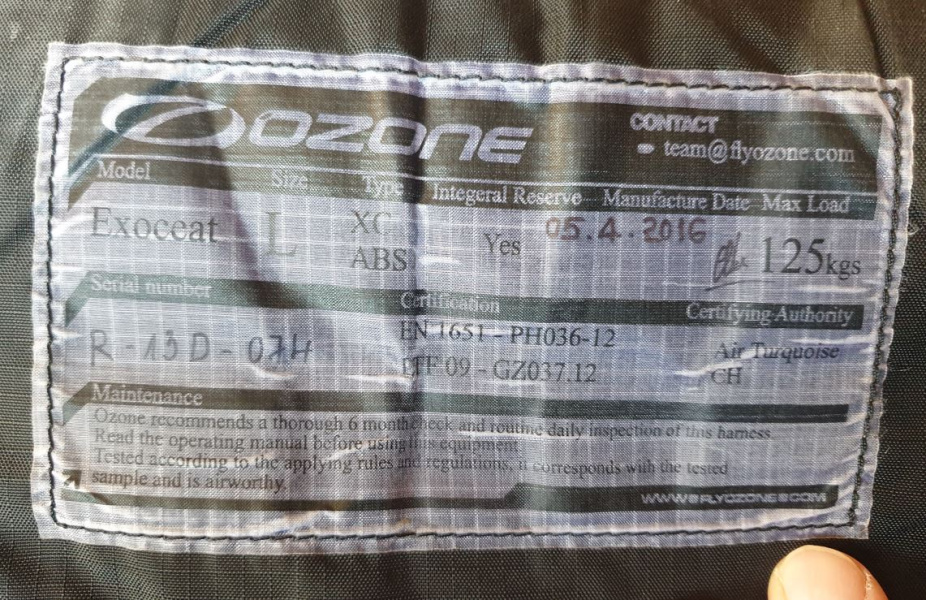 OZONE
CONTACT
team@flyozone.com
Model Size Type Integeral Reserve Manufacture Date Max Load
Exoceat L XC ABS Yes 05.4.2016 125kgs
Serial number Certification Certifying Authority
R-13D-074 EN 1651 - PH036-12 Air Turquoise
LTF 09 - GZ037.12 CH
Maintenance
Ozone recommends a thorough 6 month check and routine daily inspection of this harness.
Read the operating manual before using this equipment.
Tested according to the applying rules and regulations, it corresponds with the tested
sample and is airworthy.